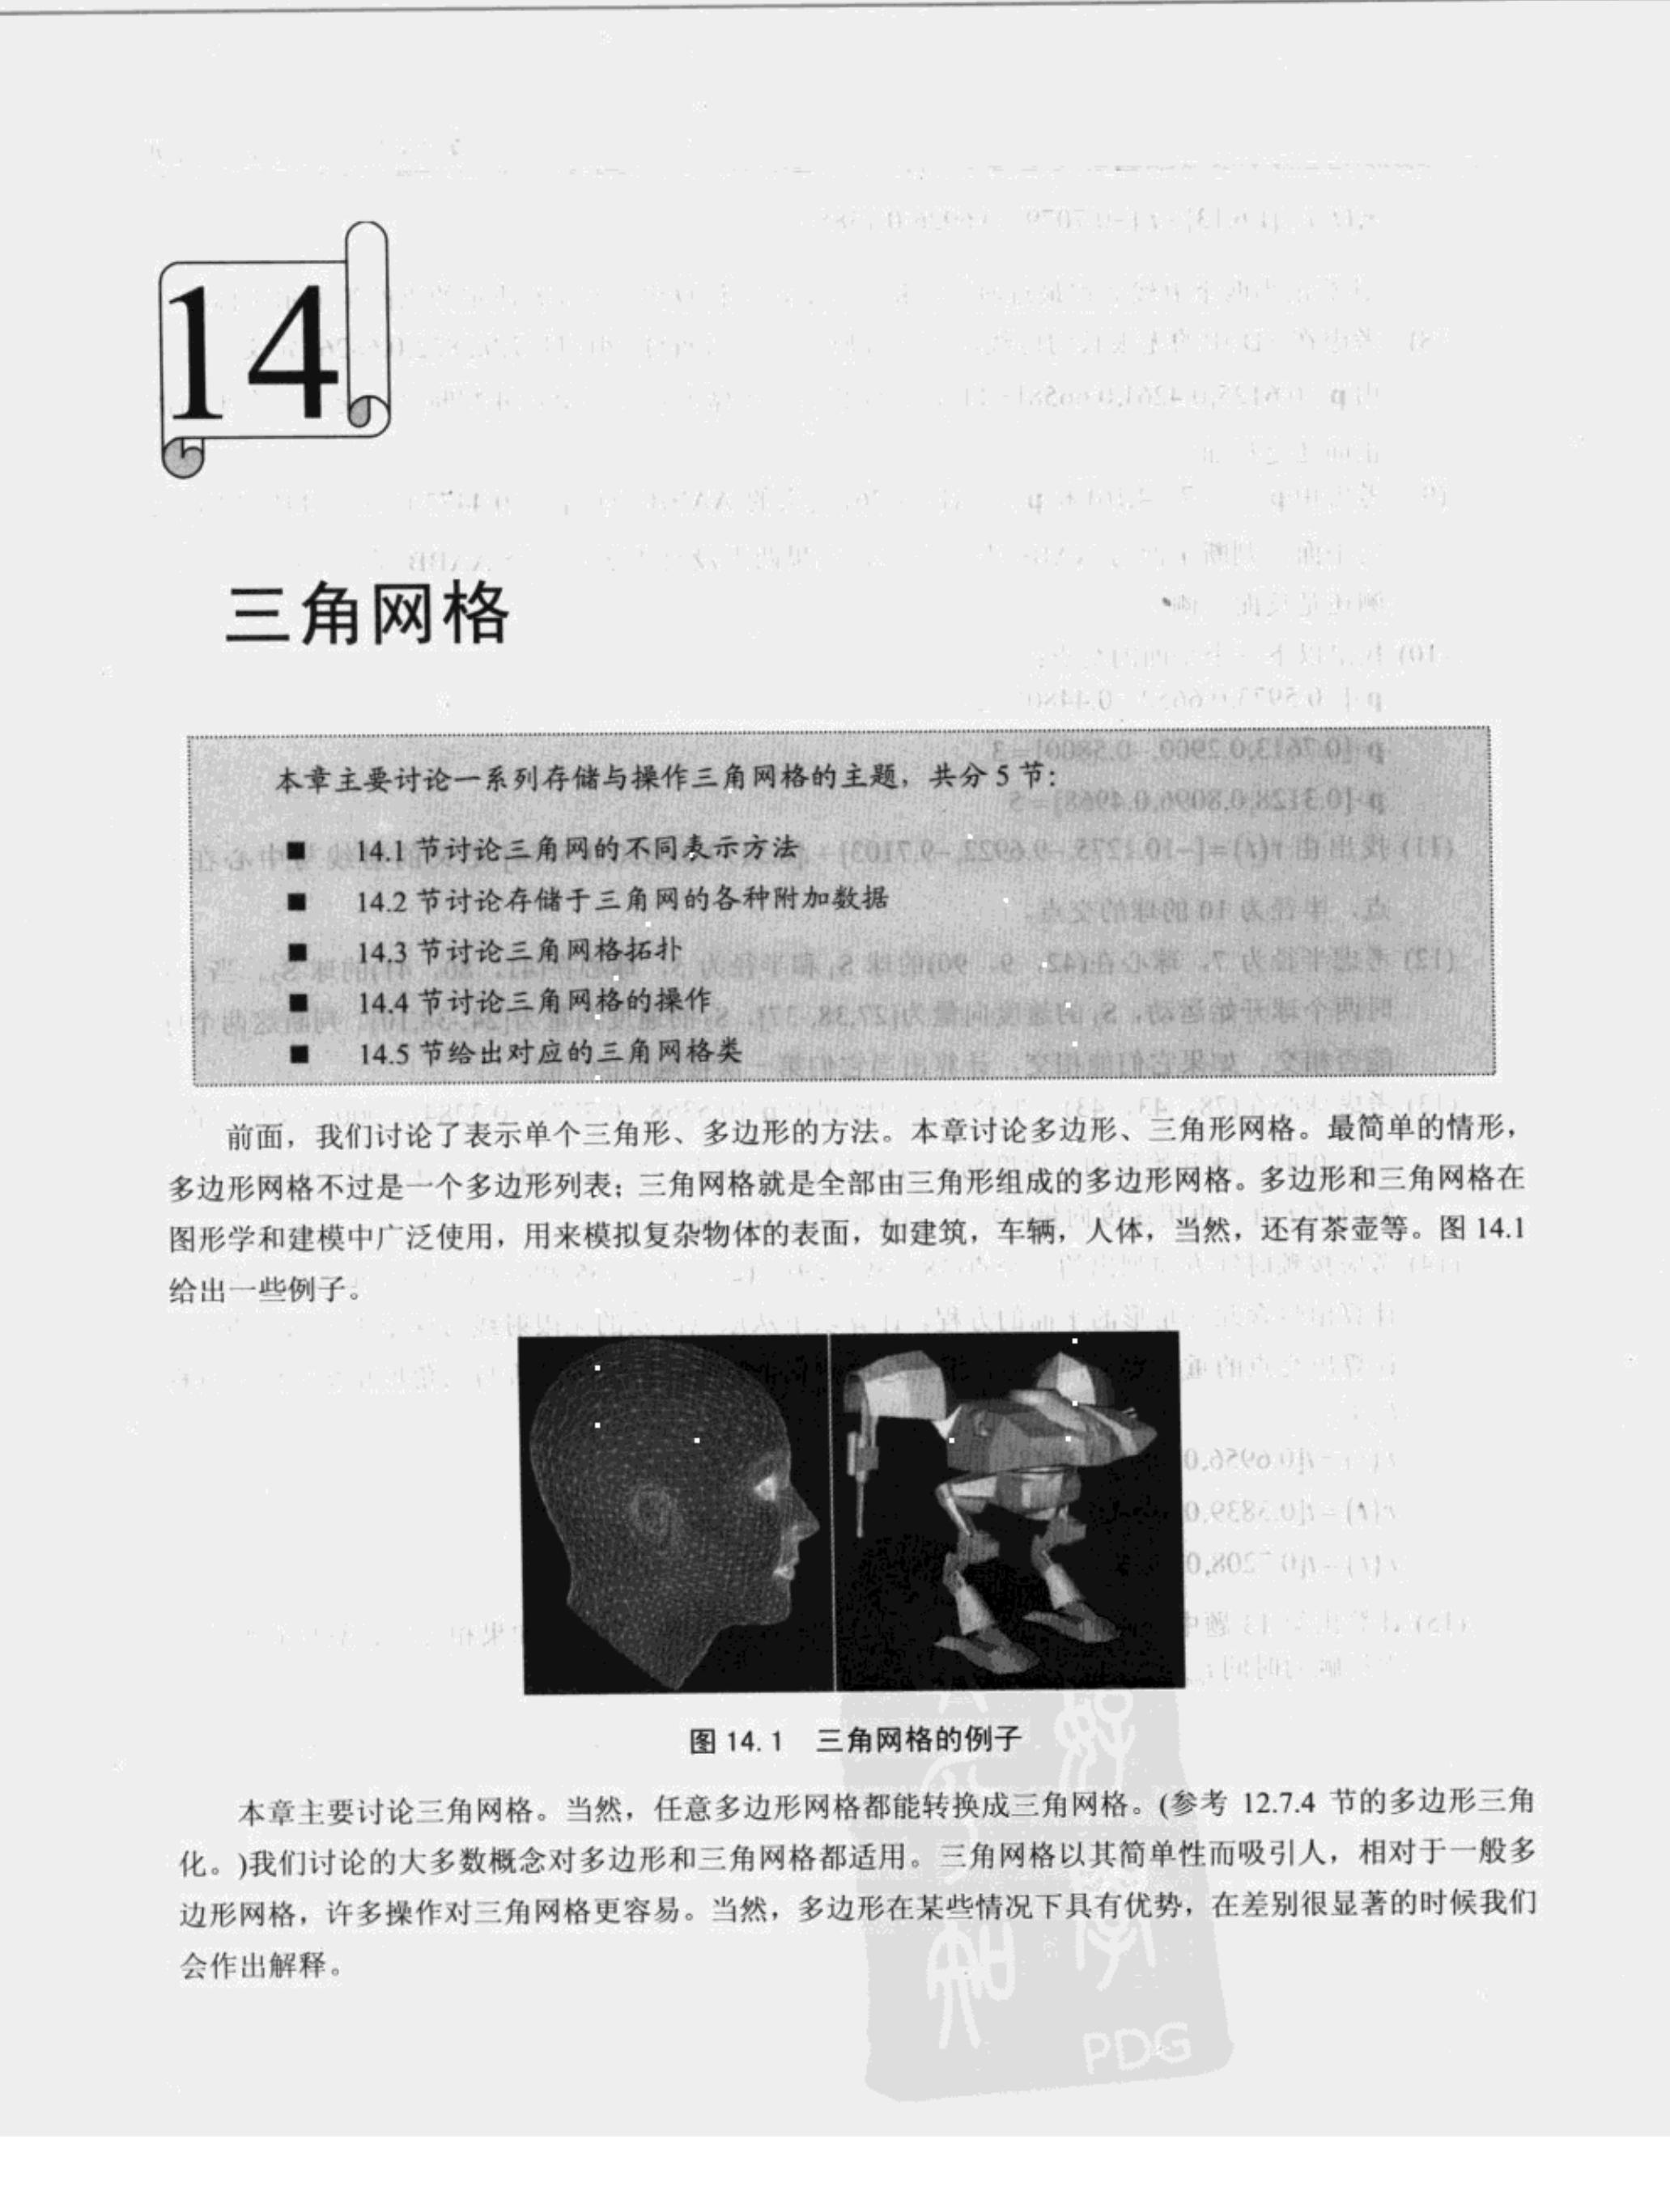 14
三角网格
本章主要讨论一系列存储与操作三角网格的主题，共分 5 节：
■ 14.1 节讨论三角网的不同表示方法
■ 14.2 节讨论存储于三角网的各种附加数据
■ 14.3 节讨论三角网格拓扑
■ 14.4 节讨论三角网格的操作
■ 14.5 节给出对应的三角网格类
前面，我们讨论了表示单个三角形、多边形的方法。本章讨论多边形、三角形网格。最简单的情形，
多边形网格不过是一个多边形列表；三角网格就是全部由三角形组成的多边形网格。多边形和三角网格在
图形学和建模中广泛使用，用来模拟复杂物体的表面，如建筑，车辆，人体，当然，还有茶壶等。图 14.1
给出一些例子。
图 14.1 三角网格的例子
本章主要讨论三角网格。当然，任意多边形网格都能转换成三角网格。(参考 12.7.4 节的多边形三角
化。)我们讨论的大多数概念对多边形和三角网格都适用。三角网格以其简单性而吸引人，相对于一般多
边形网格，许多操作对三角网格更容易。当然，多边形在某些情况下具有优势，在差别很显著的时候我们
会作出解释。
PDG